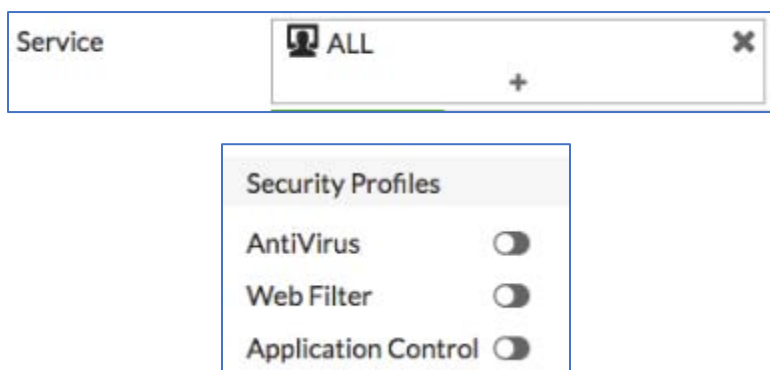 Service ALL
Security Profiles
AntiVirus
Web Filter
Application Control